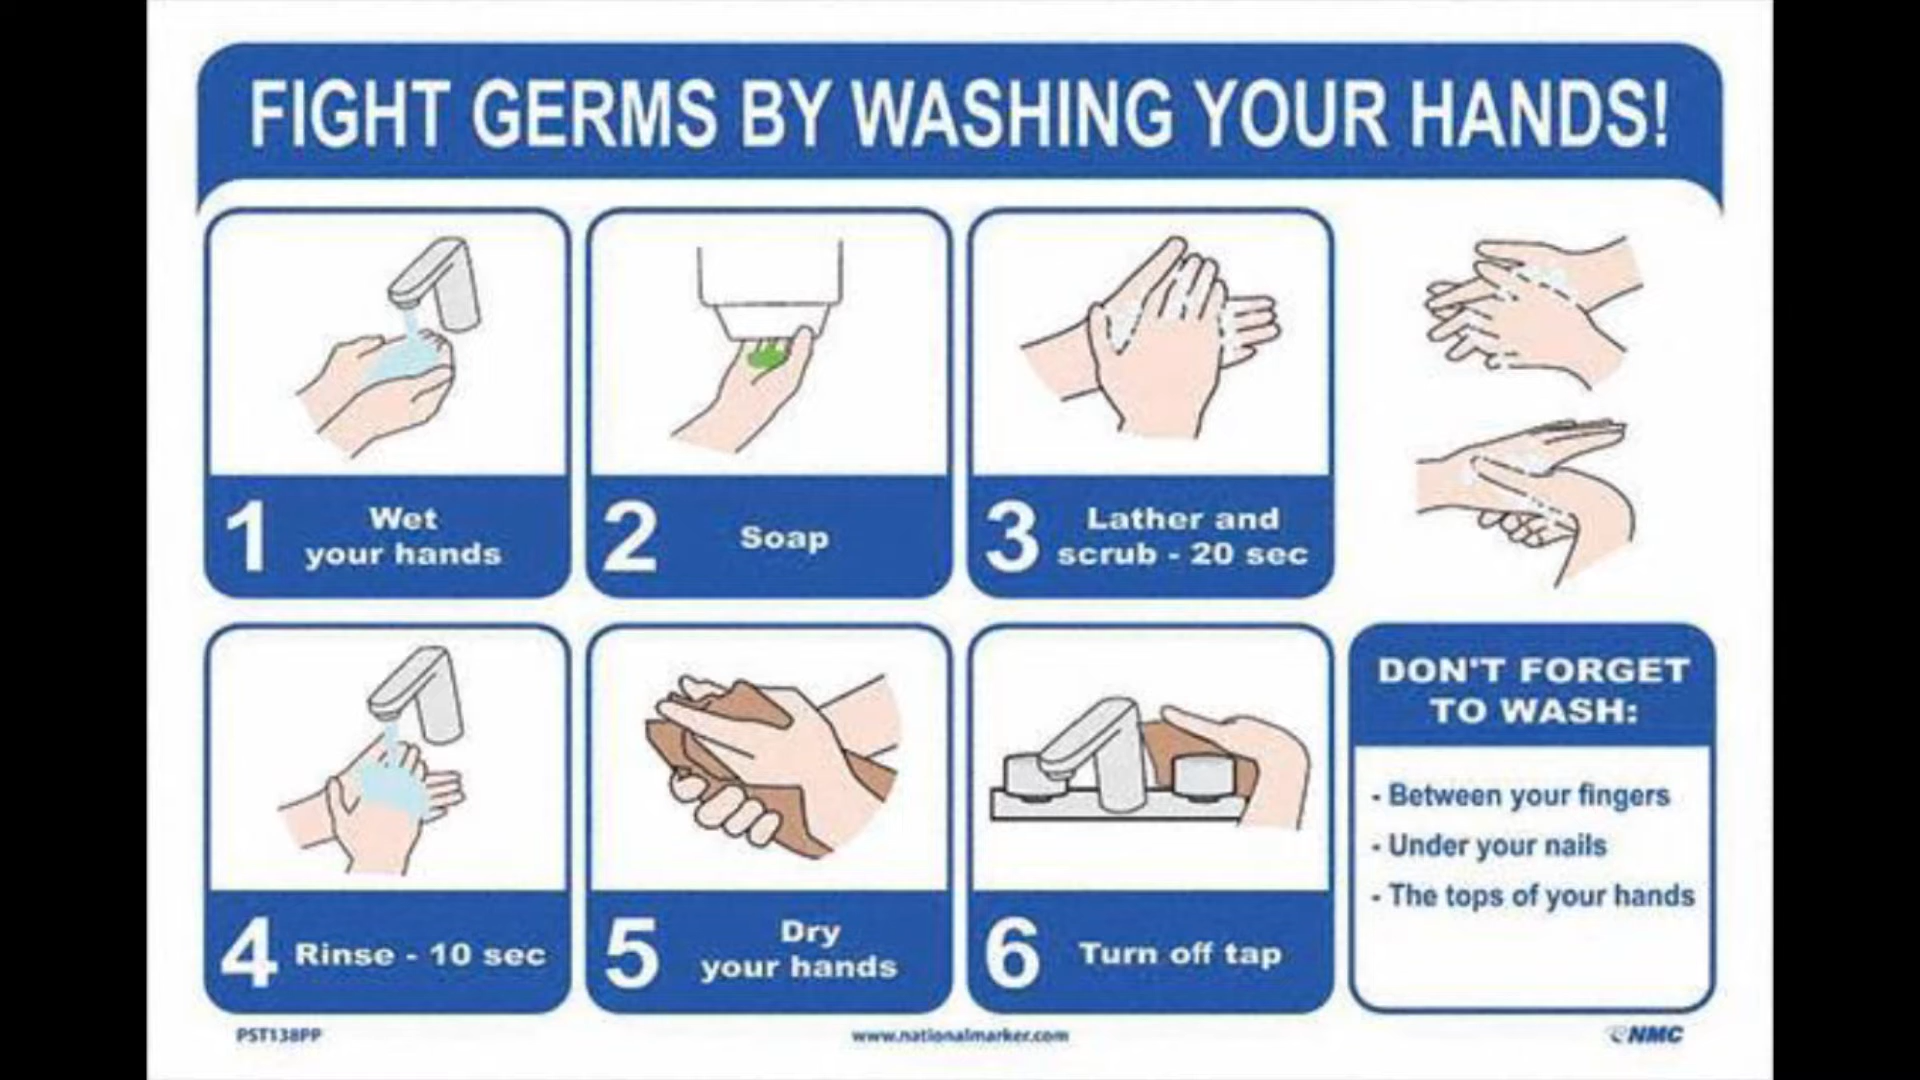 FIGHT GERMS BY WASHING YOUR HANDS!
1
Wet
your hands
2
Soap
3
Lather and
scrub - 20 sec
4
Rinse - 10 sec
5
Dry
your hands
6
Turn off tap
DON'T FORGET
TO WASH:
- Between your fingers
- Under your nails
- The tops of your hands
PST138PP
www.nationalmarker.com
NMC